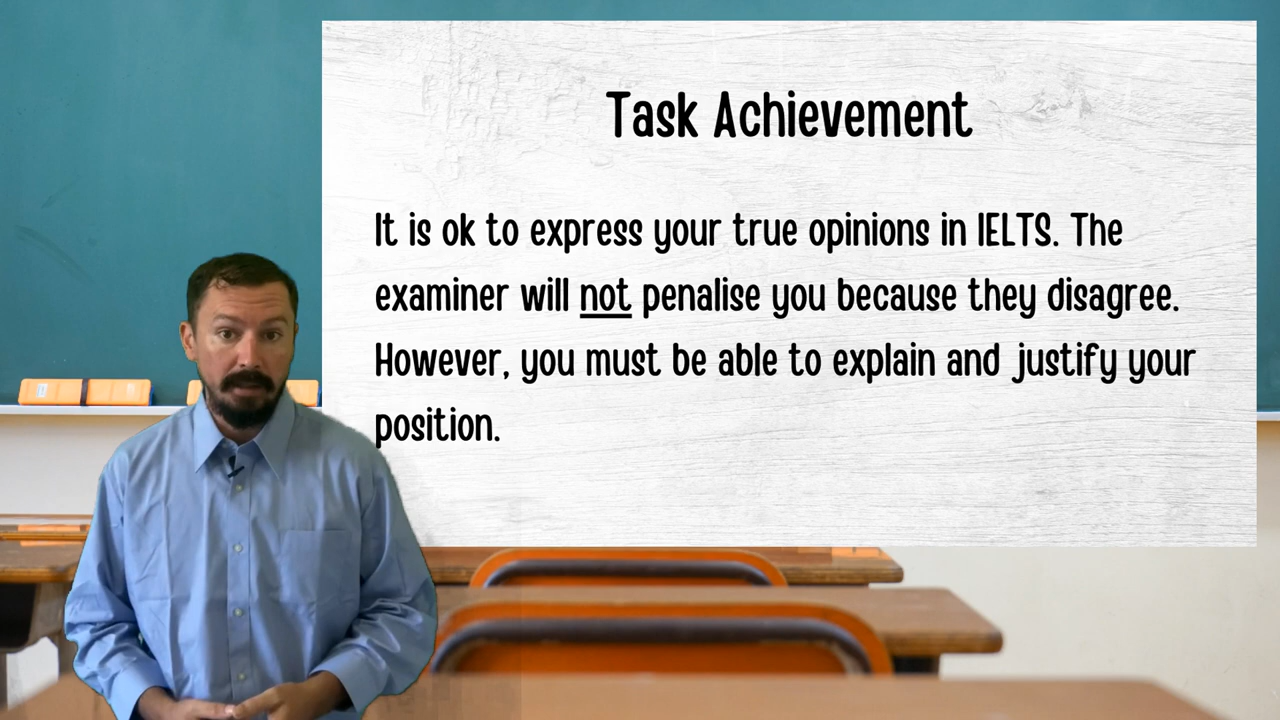 Task Achievement
It is ok to express your true opinions in IELTS. The
examiner will not penalise you because they disagree.
However, you must be able to explain and justify your
position.